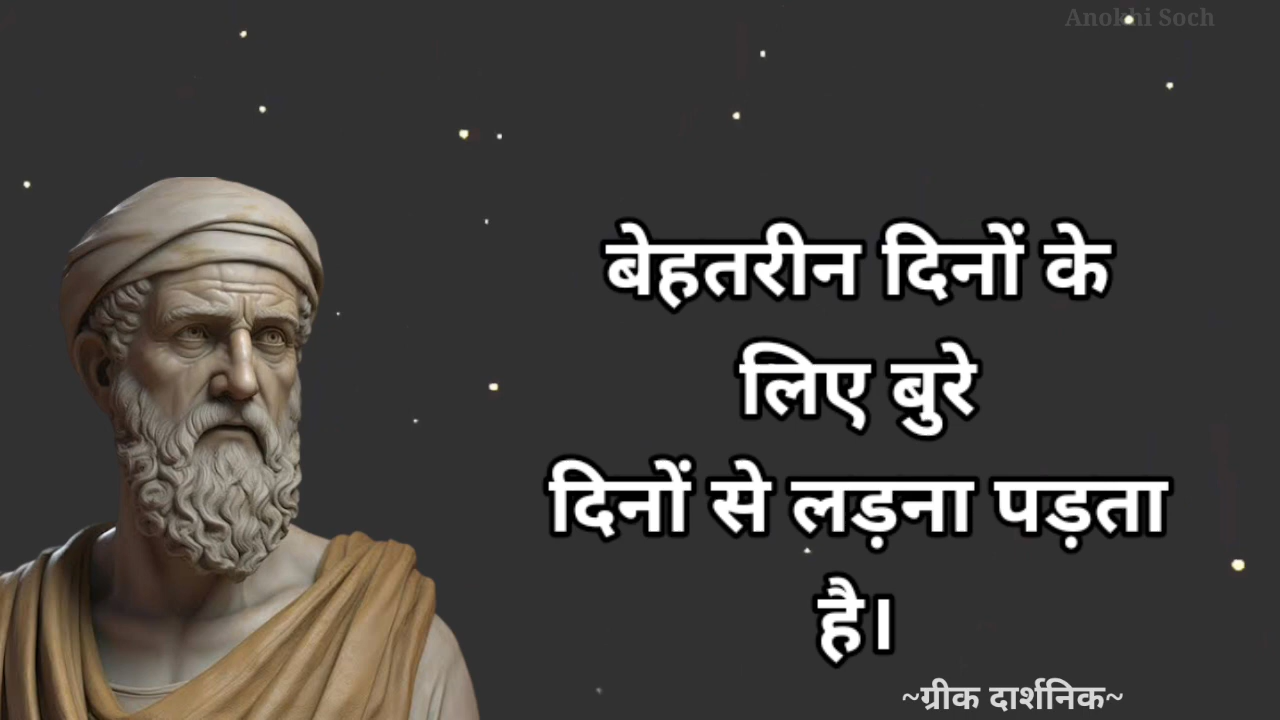 Anokhi Soch
बेहतरीन दिनों के
लिए बुरे
दिनों से लड़ना पड़ता
है।
~ग्रीक दार्शनिक~